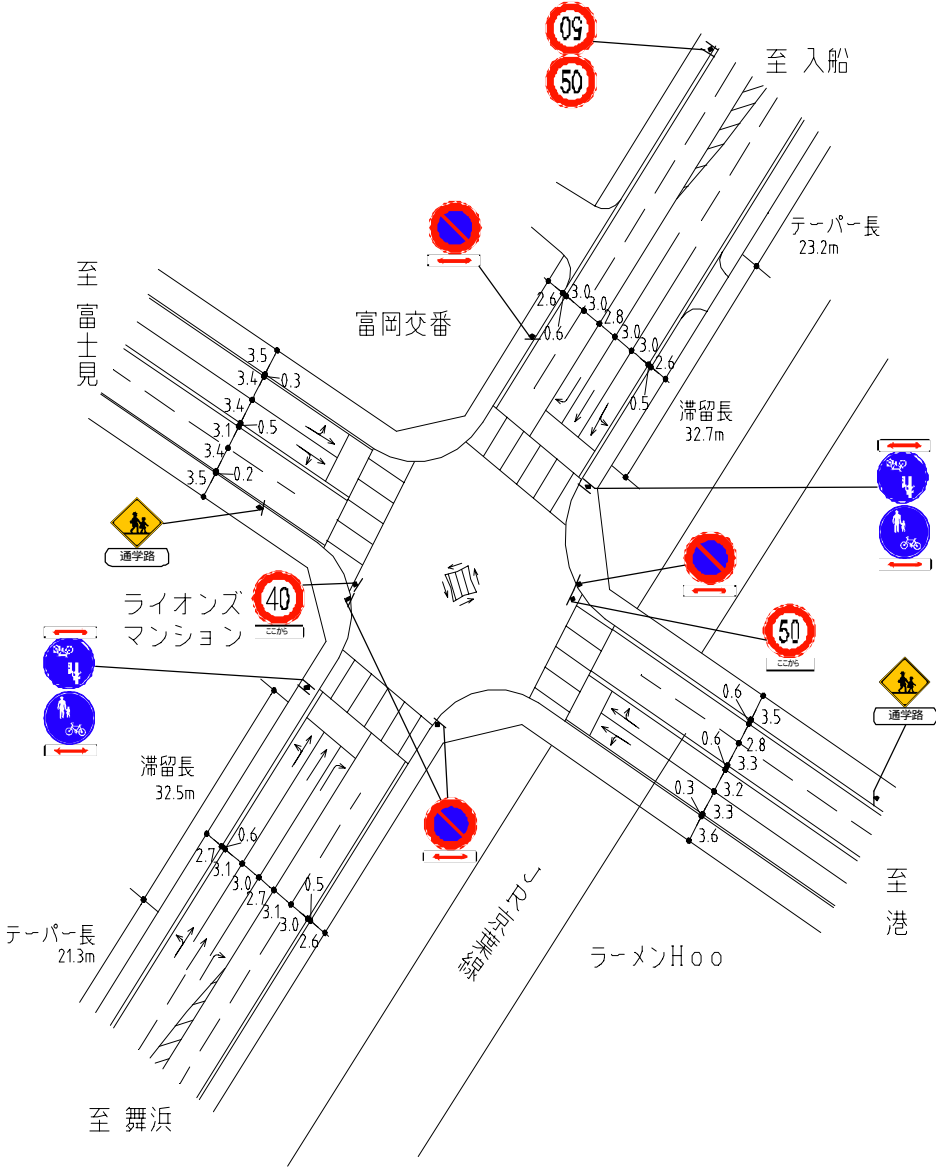 50
50
至 入船
テーパー長
23.2m
至 富士見
富岡交番
2.6
3.0
3.0
2.8
3.0
3.0
2.6
0.6
0.5
3.5
3.4
0.3
3.4
3.1
0.5
3.4
3.5
0.2
滞留長
32.7m
通学路
ライオンズ
マンション
40
ここから
50
ここから
通学路
滞留長
32.5m
0.6
3.5
0.6
2.8
3.3
3.2
0.3
3.3
3.6
0.6
2.7
3.1
3.0
2.7
3.1
3.0
0.5
2.6
至 港
テーパー長
21.3m
JR京葉線
ラーメンHoo
至 舞浜